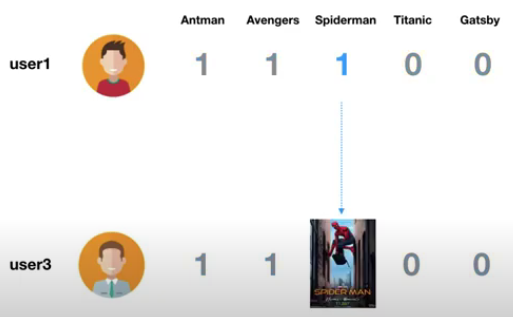 Antman Avengers Spiderman Titanic Gatsby
user1 1 1 1 0 0
user3 1 1 0 0
SPIDER-MAN